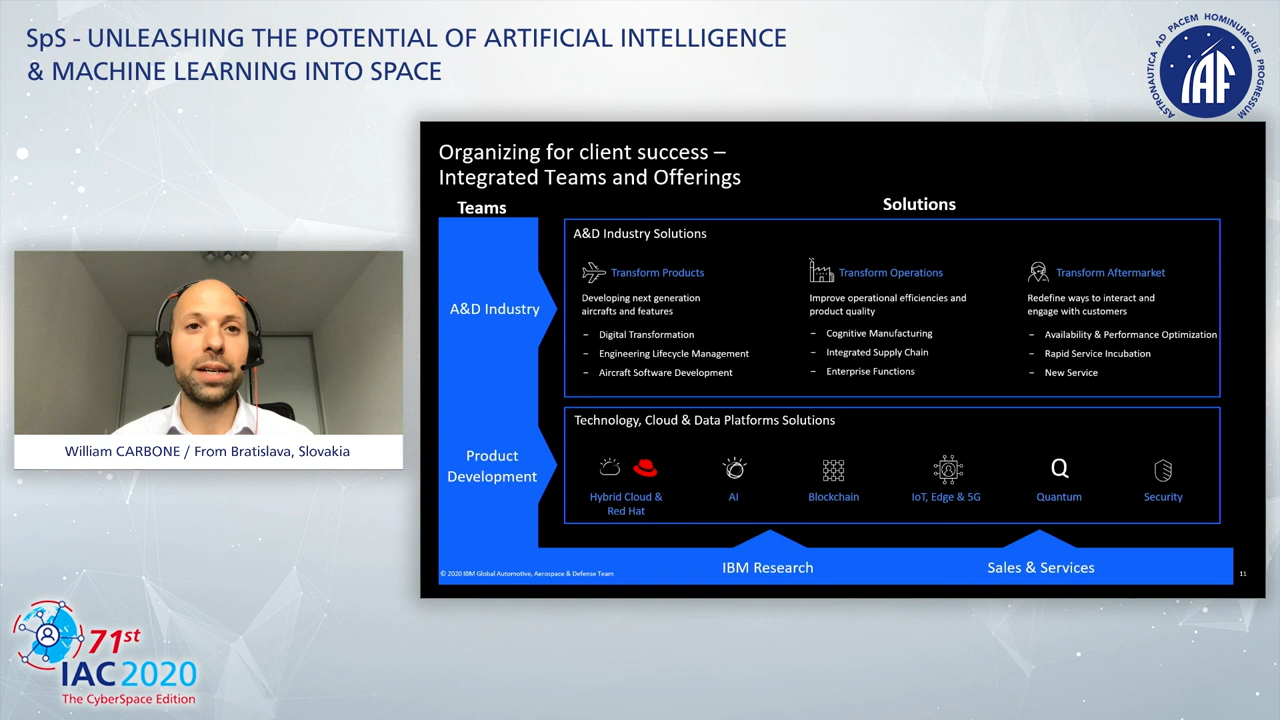 SpS - UNLEASHING THE POTENTIAL OF ARTIFICIAL INTELLIGENCE
& MACHINE LEARNING INTO SPACE
ASTRONAUTICA AD PACEM HOMINUMQUE PROGRESSUM
IAF
Organizing for client success –
Integrated Teams and Offerings
Teams
Solutions
A&D Industry
A&D Industry Solutions
Transform Products
Developing next generation
aircrafts and features
– Digital Transformation
– Engineering Lifecycle Management
– Aircraft Software Development
Transform Operations
Improve operational efficiencies and
product quality
– Cognitive Manufacturing
– Integrated Supply Chain
– Enterprise Functions
Transform Aftermarket
Redefine ways to interact and
engage with customers
– Availability & Performance Optimization
– Rapid Service Incubation
– New Service
Product
Development
Technology, Cloud & Data Platforms Solutions
Hybrid Cloud &
Red Hat
AI
Blockchain
IoT, Edge & 5G
Q
Quantum
Security
IBM Research
Sales & Services
© 2020 IBM Global Automotive, Aerospace & Defense Team
11
William CARBONE / From Bratislava, Slovakia
71st
IAC 2020
The CyberSpace Edition